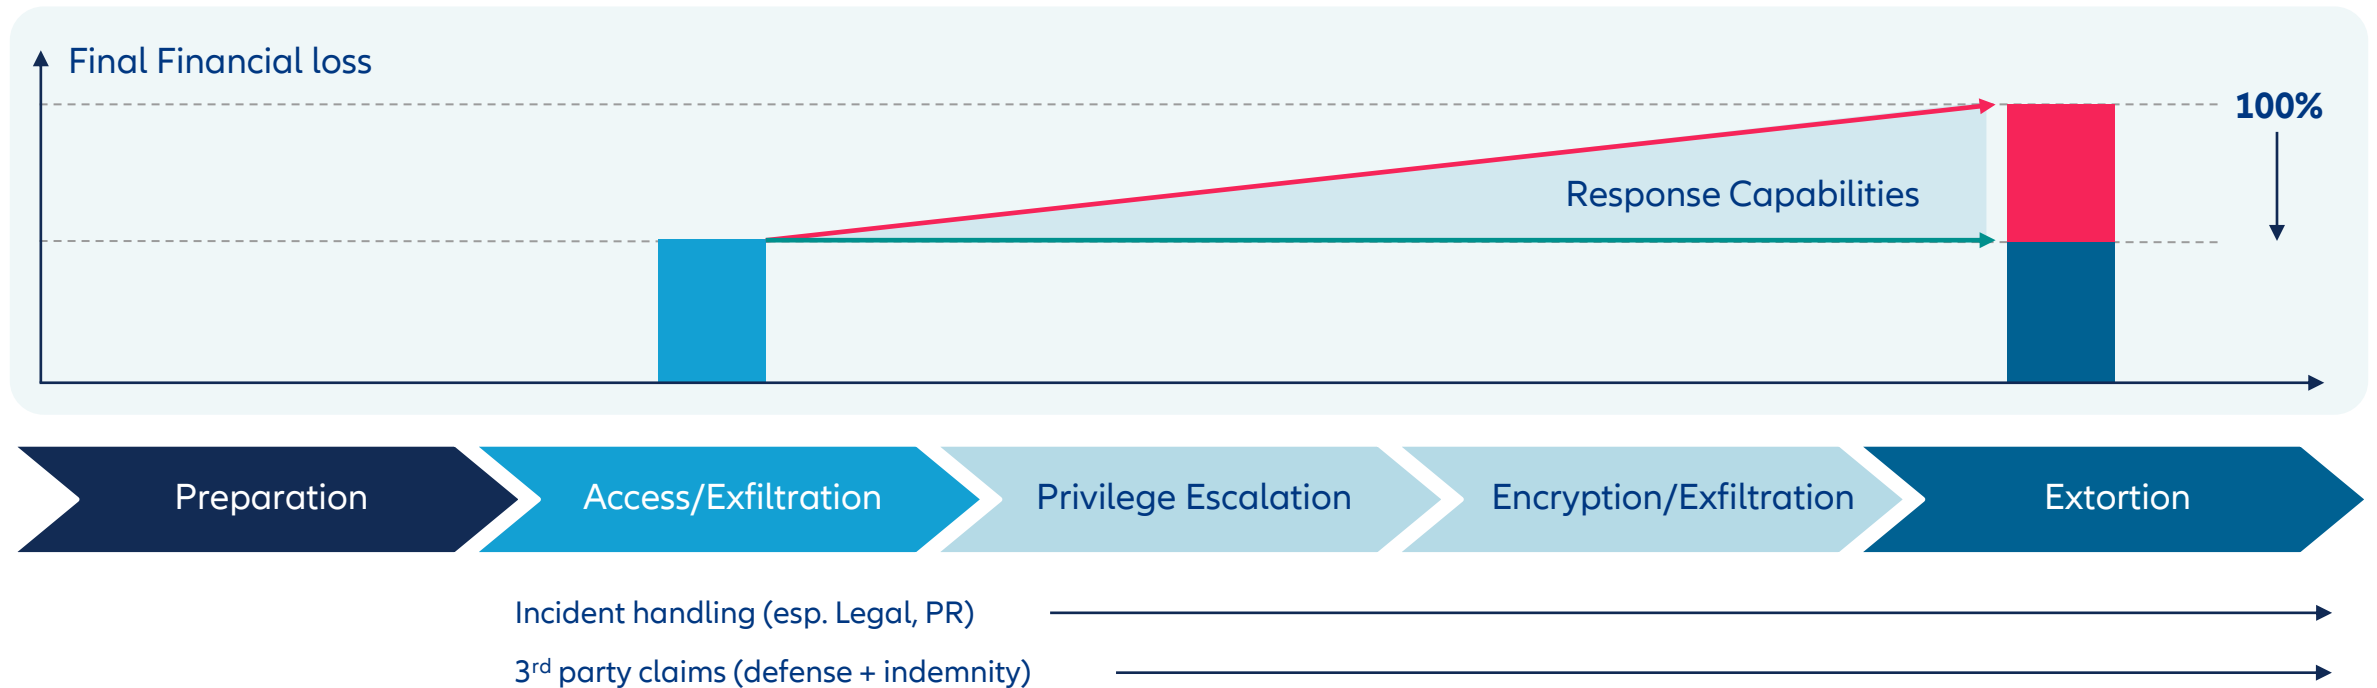 Final Financial loss
100%
Response Capabilities
Preparation
Access/Exfiltration
Privilege Escalation
Encryption/Exfiltration
Extortion
Incident handling (esp. Legal, PR)
3rd party claims (defense + indemnity)